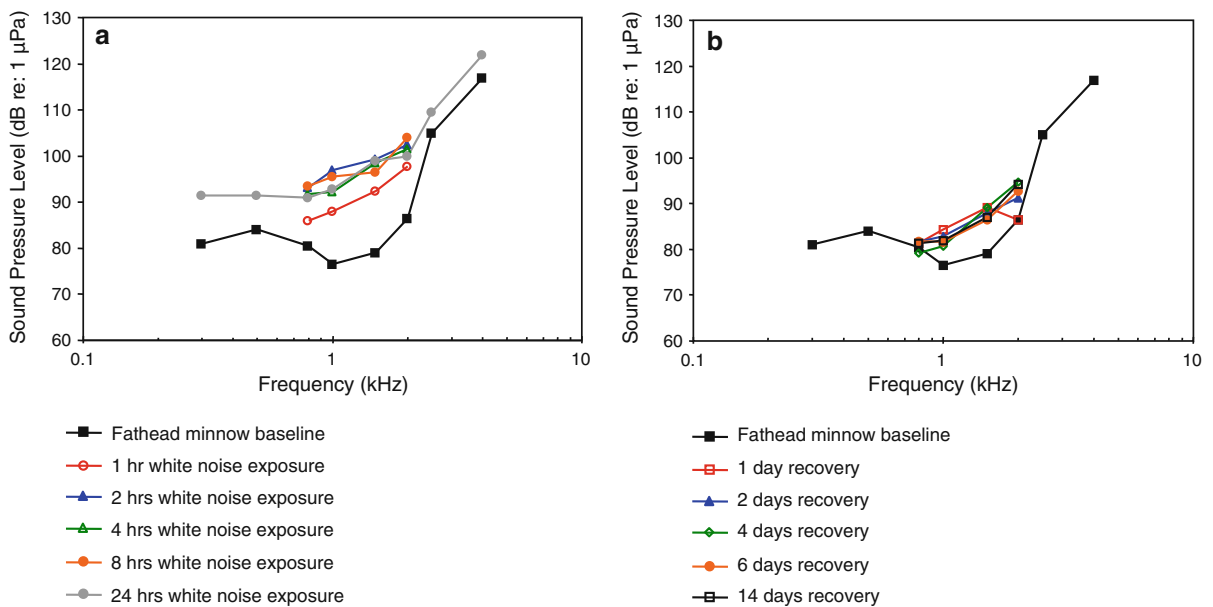 a
130
120
110
100
90
80
70
60
0.1
1
10
Sound Pressure Level (dB re: 1 µPa)
Frequency (kHz)
Fathead minnow baseline
1 hr white noise exposure
2 hrs white noise exposure
4 hrs white noise exposure
8 hrs white noise exposure
24 hrs white noise exposure
b
130
120
110
100
90
80
70
60
0.1
1
10
Sound Pressure Level (dB re: 1 µPa)
Frequency (kHz)
Fathead minnow baseline
1 day recovery
2 days recovery
4 days recovery
6 days recovery
14 days recovery